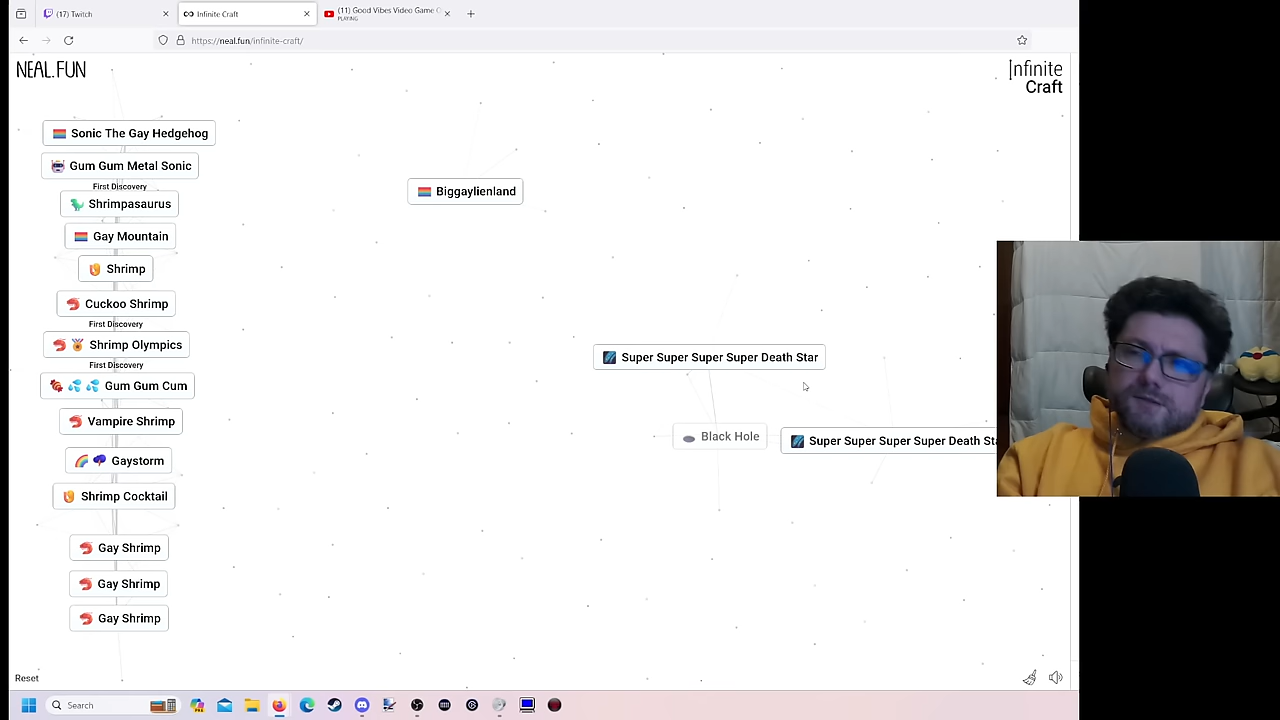 (17) Twitch
Infinite Craft
(11) Good Vibes Video Game
PLAYING
https://neal.fun/infinite-craft/
NEAL.FUN
Infinite
Craft
Sonic The Gay Hedgehog
Gum Gum Metal Sonic
First Discovery
Shrimpasaurus
Gay Mountain
Shrimp
Cuckoo Shrimp
First Discovery
Shrimp Olympics
First Discovery
Gum Gum Cum
Vampire Shrimp
Gaystorm
Shrimp Cocktail
Gay Shrimp
Gay Shrimp
Gay Shrimp
Biggaylienland
Super Super Super Super Death Star
Black Hole
Super Super Super Super Death Sta
Reset
Search